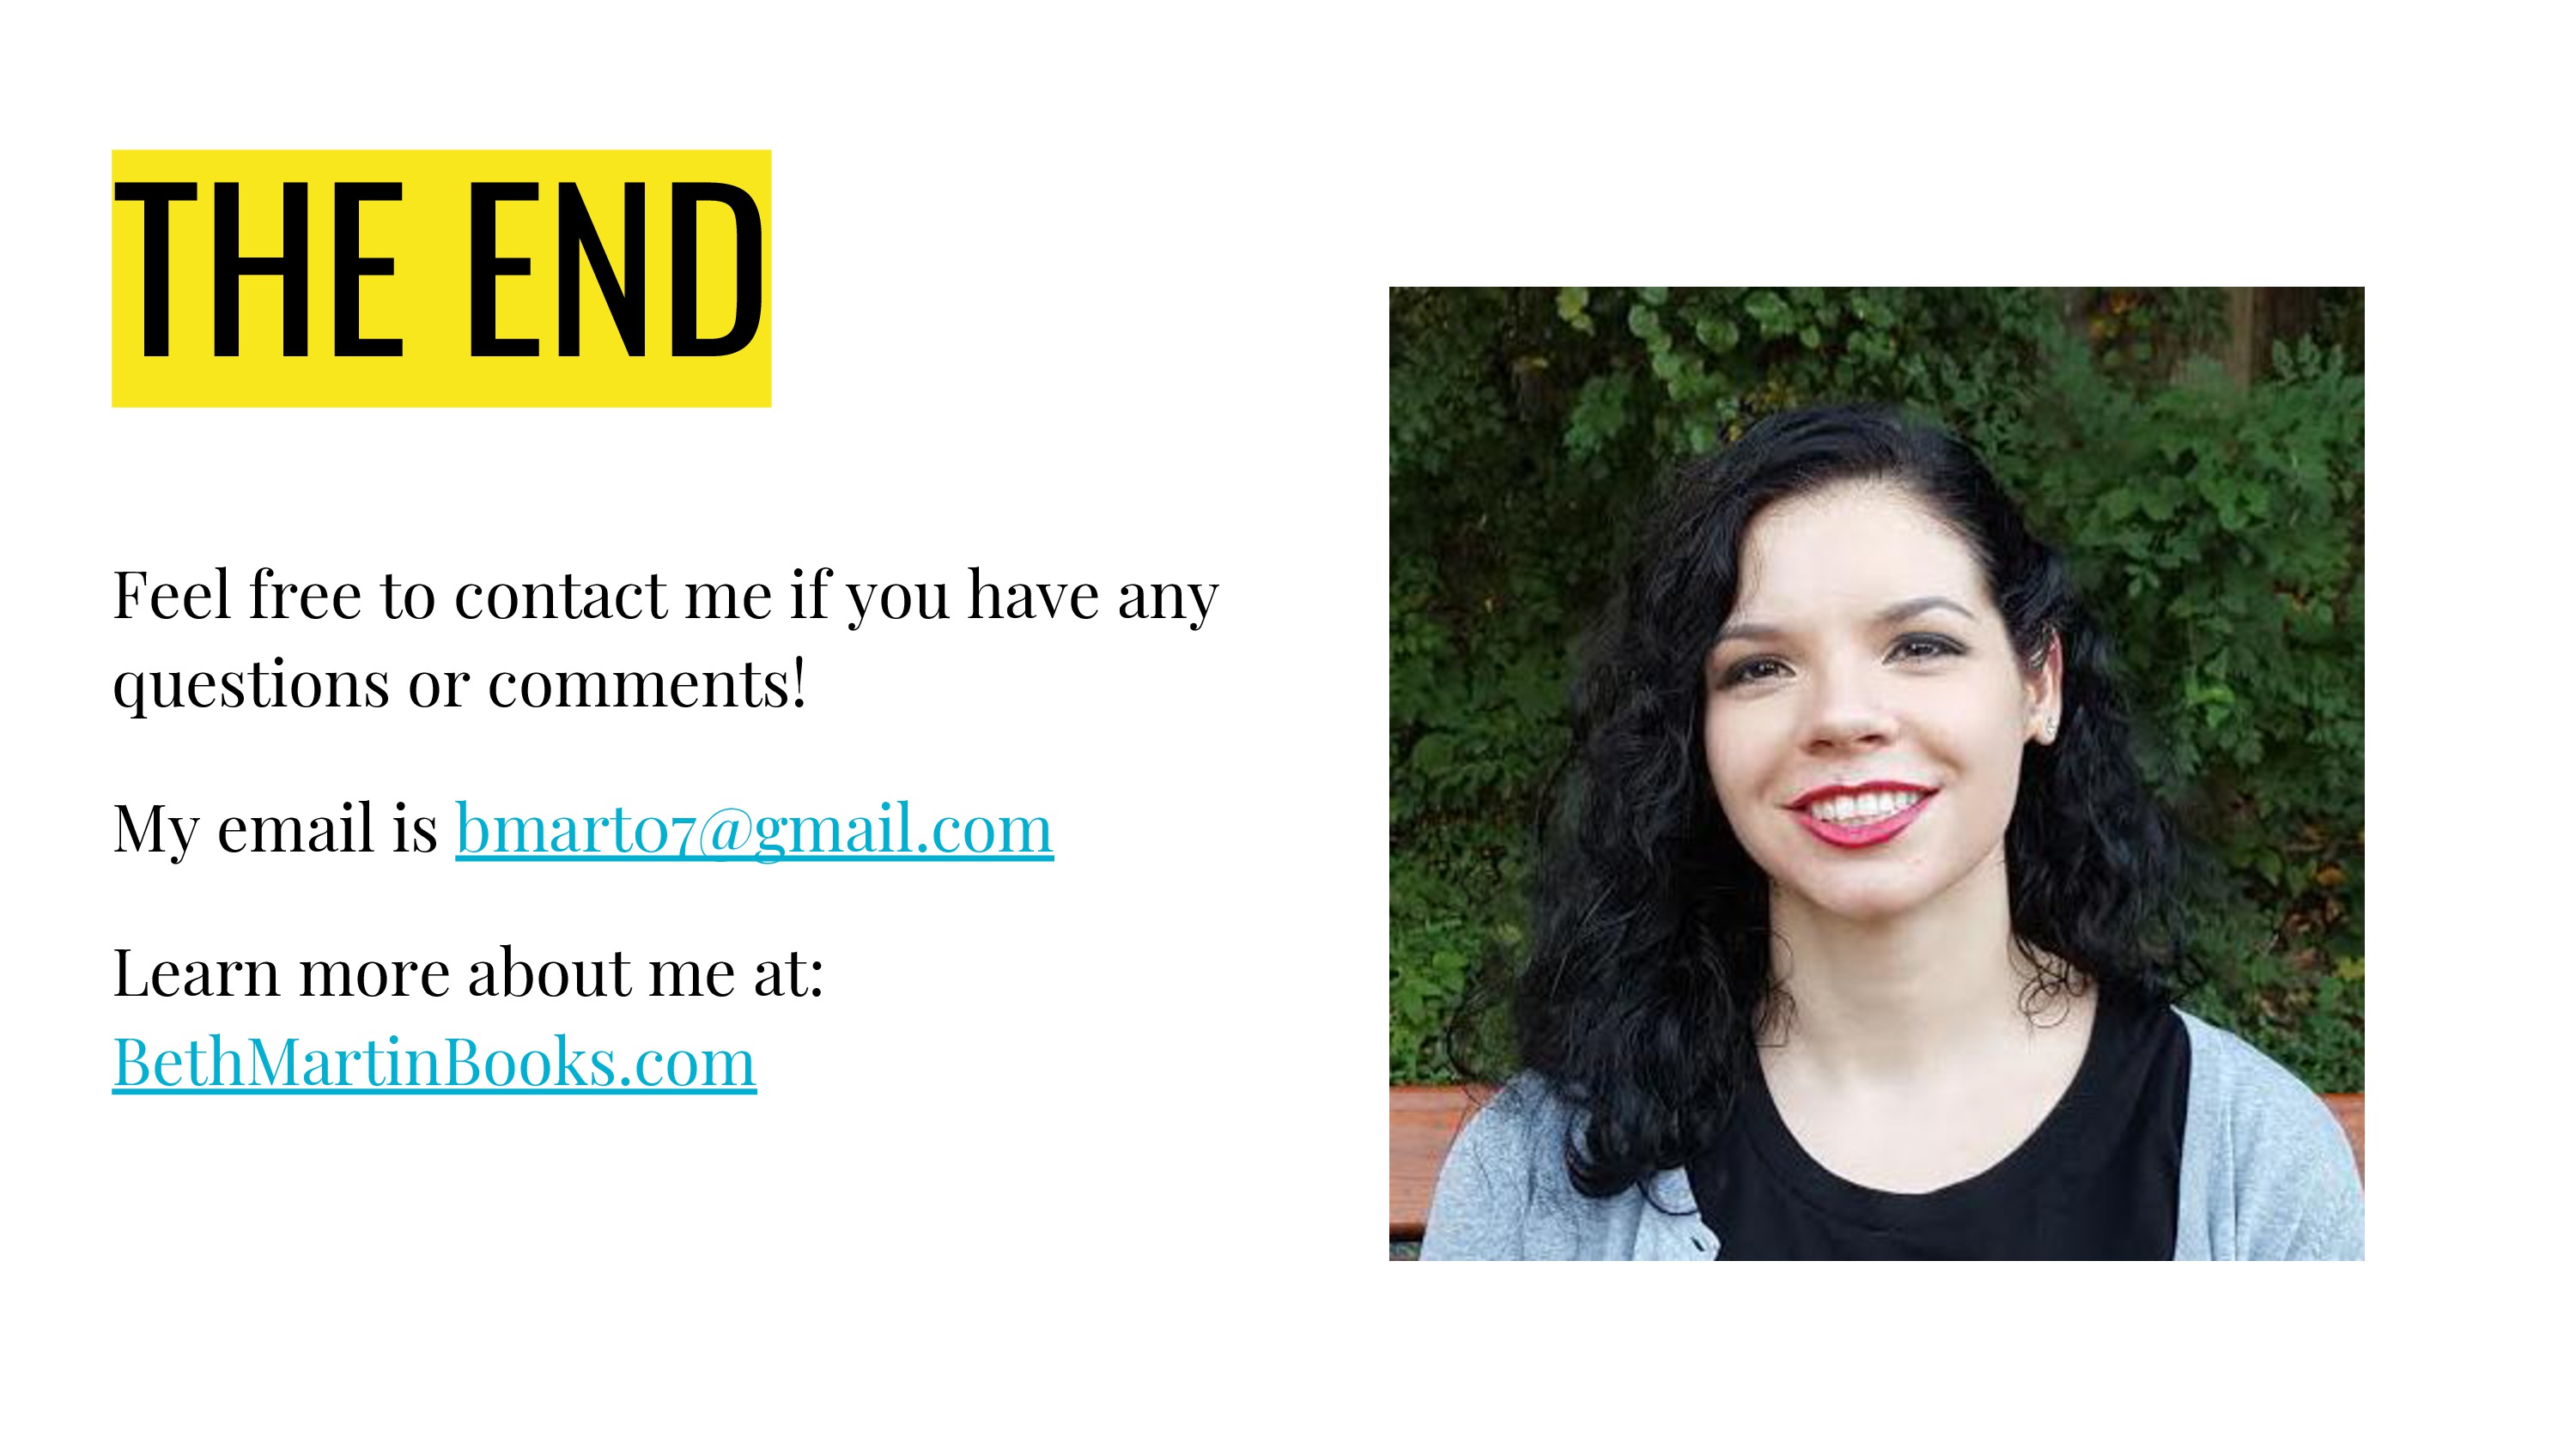 THE END
Feel free to contact me if you have any
questions or comments!
My email is bmart07@gmail.com
Learn more about me at:
BethMartinBooks.com